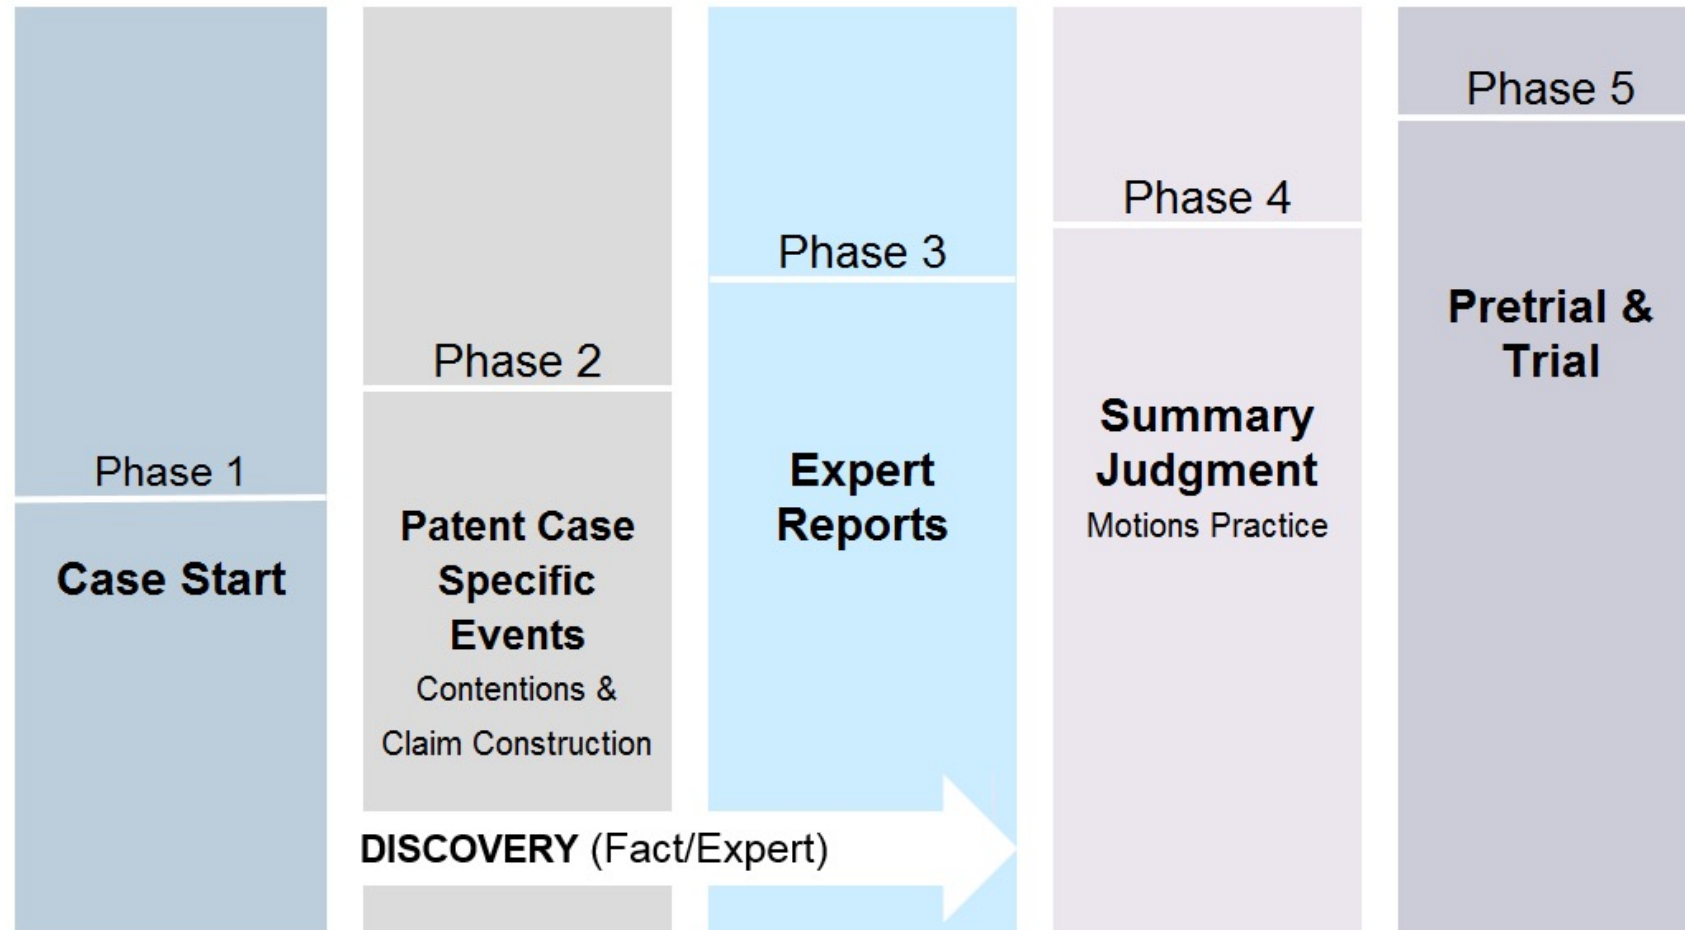 Phase 1
Case Start
Phase 2
Patent Case
Specific
Events
Contentions &
Claim Construction
Phase 3
Expert
Reports
Phase 4
Summary
Judgment
Motions Practice
Phase 5
Pretrial &
Trial
DISCOVERY (Fact/Expert)